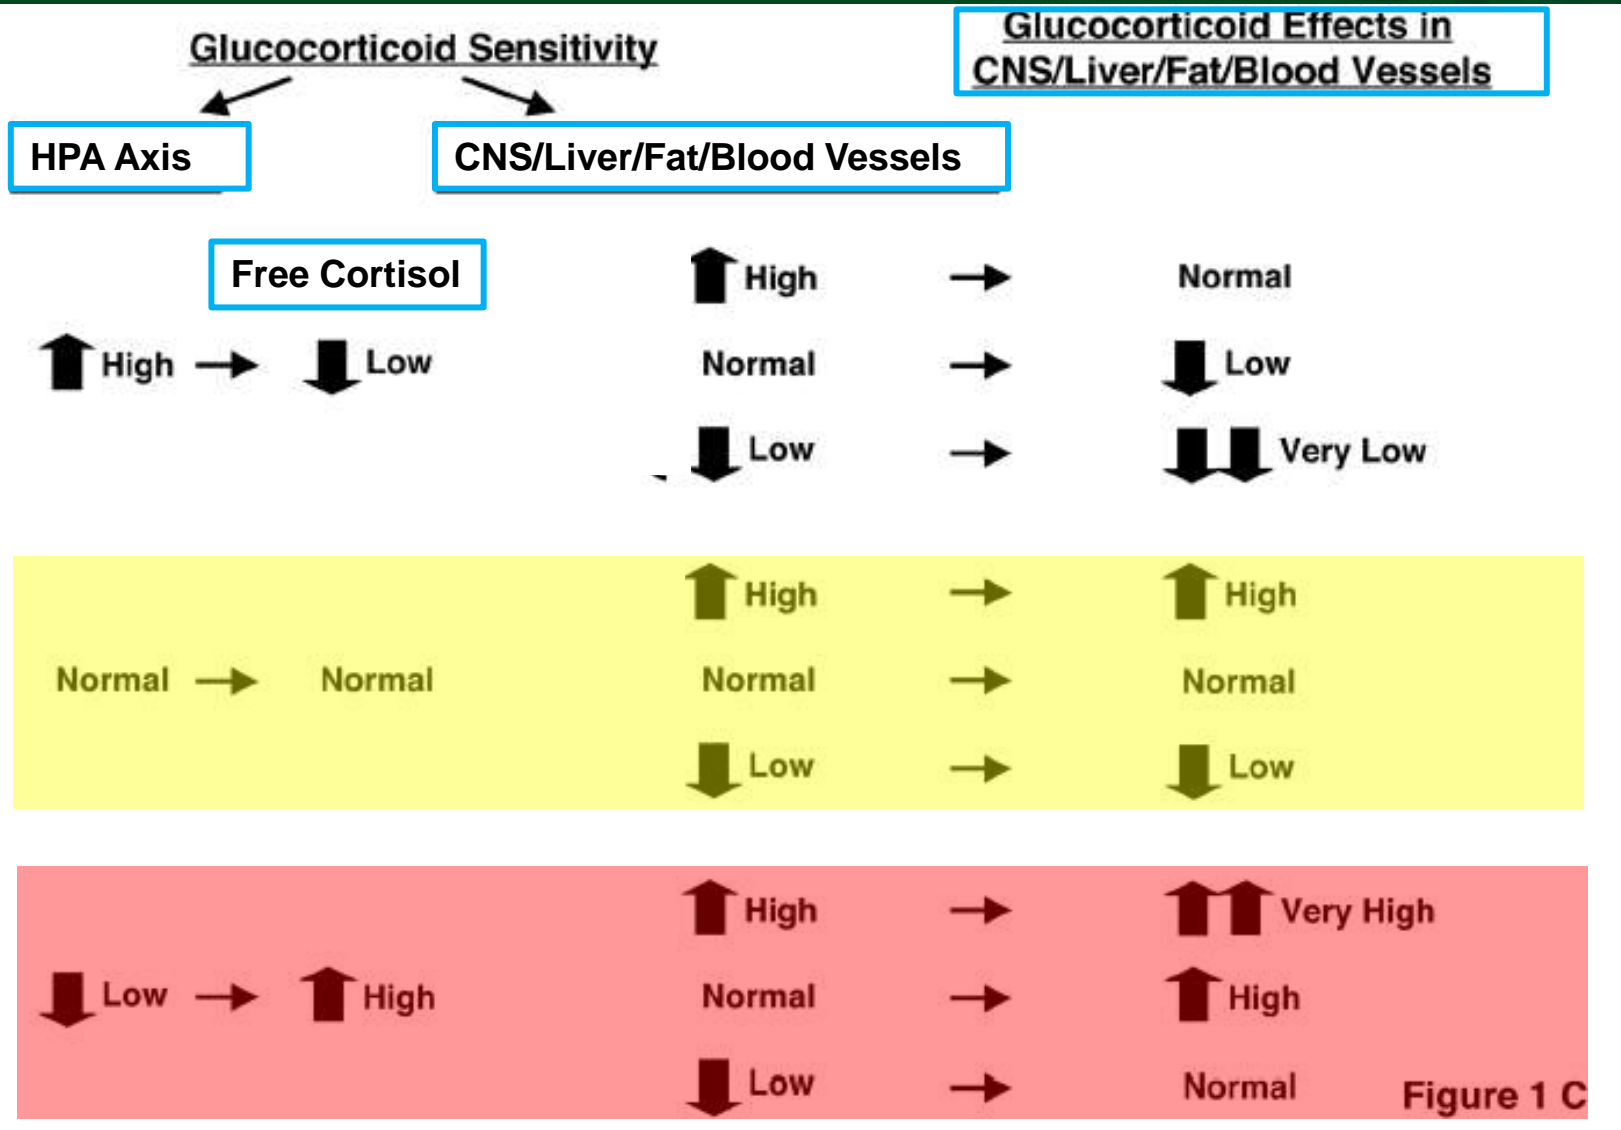 Glucocorticoid Sensitivity
Glucocorticoid Effects in
CNS/Liver/Fat/Blood Vessels
HPA Axis
CNS/Liver/Fat/Blood Vessels
Free Cortisol
High
Normal
High
Low
Normal
Low
Low
Very Low
High
High
Normal
Normal
Normal
Normal
Low
Low
High
Very High
Low
High
Normal
High
Low
Normal
Figure 1 C